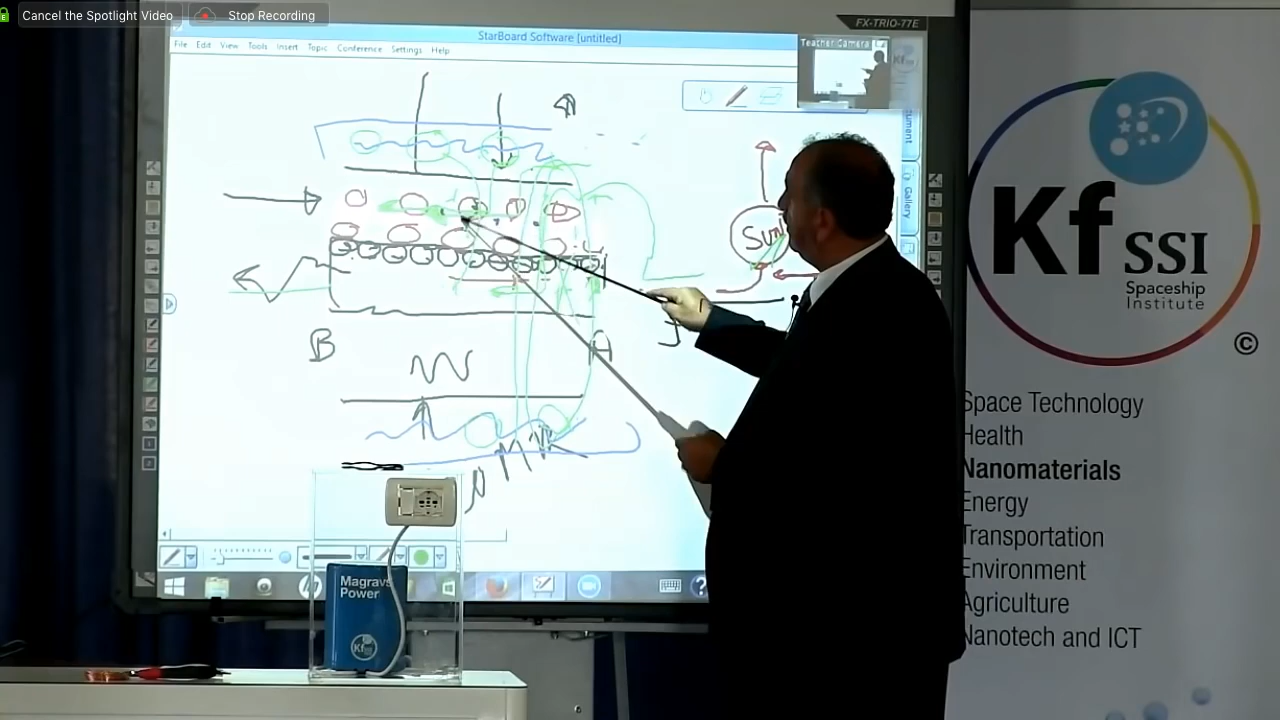 Cancel the Spotlight Video
Stop Recording
FX-TRIO-77E
StarBoard Software [untitled]
File Edit View Tools Insert Topic Conference Settings Help
Teacher Camera
Gallery
Sun
B
A
N
Magravs
Power
Kf
Kf SSI
Spaceship
Institute
©
Space Technology
Health
Nanomaterials
Energy
Transportation
Environment
Agriculture
Nanotech and ICT